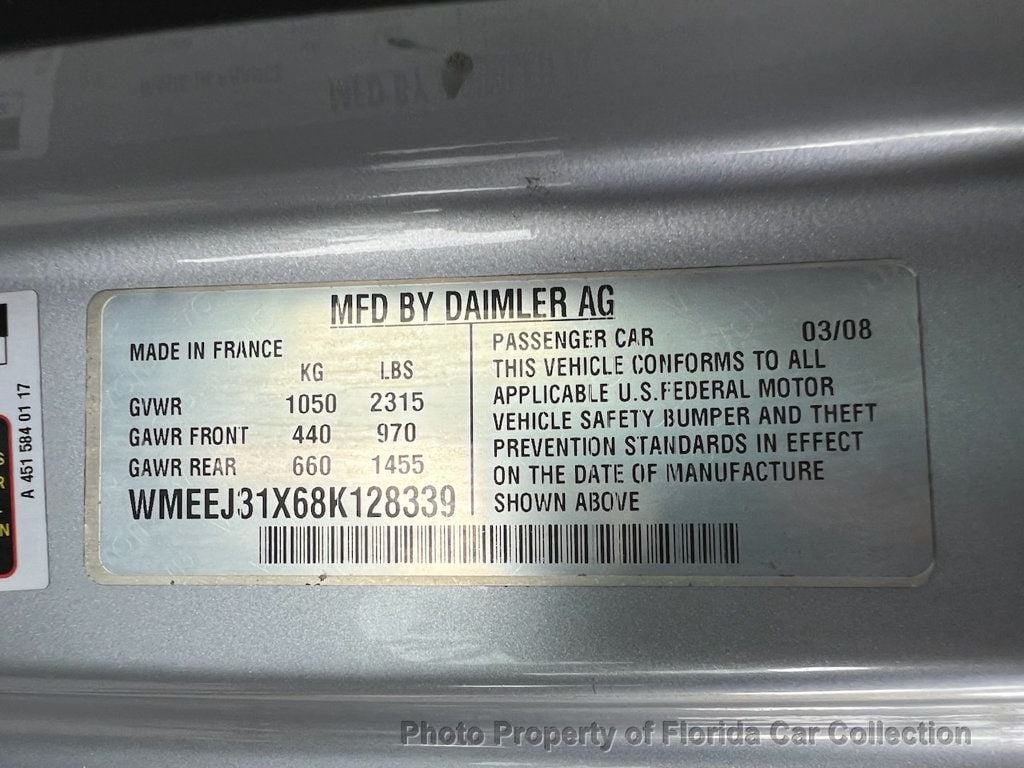 MFD BY DAIMLER AG
MADE IN FRANCE
KG LBS
GVWR 1050 2315
GAWR FRONT 440 970
GAWR REAR 660 1455
WMEEJ31X68K128339
PASSENGER CAR 03/08
THIS VEHICLE CONFORMS TO ALL
APPLICABLE U.S.FEDERAL MOTOR
VEHICLE SAFETY BUMPER AND THEFT
PREVENTION STANDARDS IN EFFECT
ON THE DATE OF MANUFACTURE
SHOWN ABOVE
A 451 584 01 17
Photo Property of Florida Car Collection